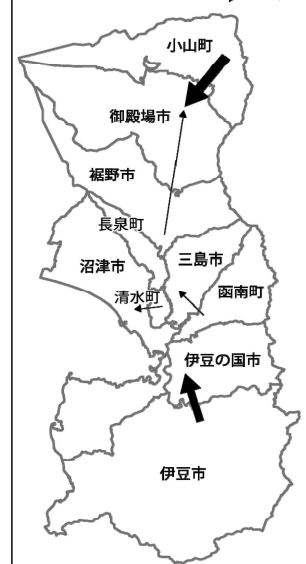 小山町
御殿場市
裾野市
長泉町
三島市
沼津市
函南町
清水町
伊豆の国市
伊豆市